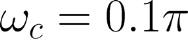 ω_c = 0.1π